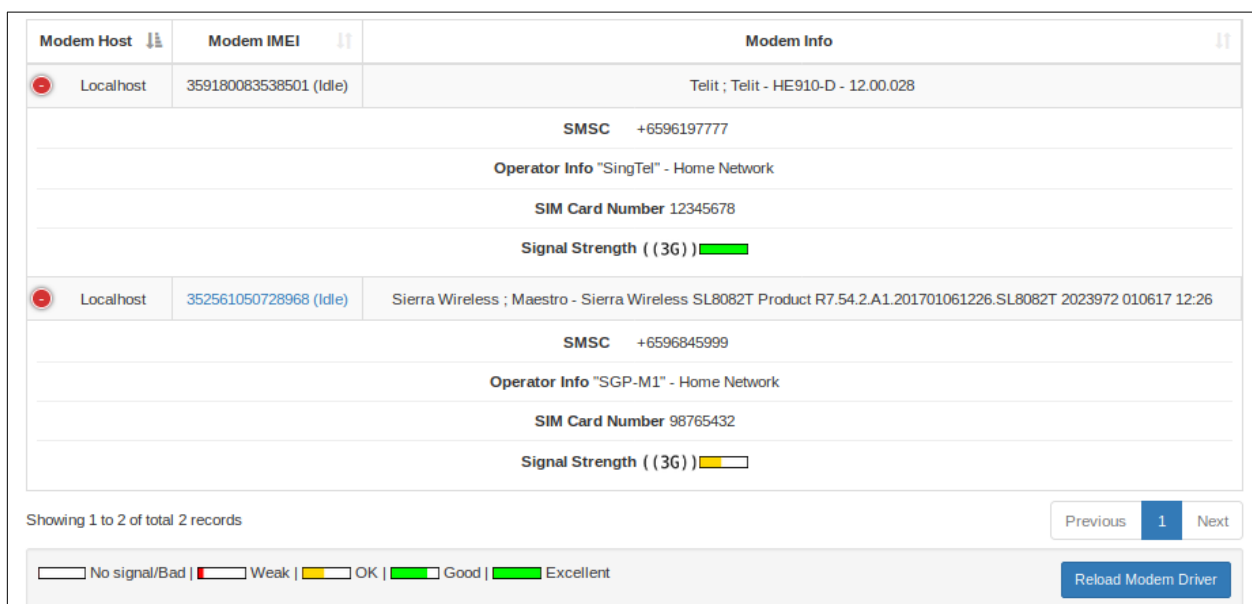 Modem Host Modem IMEI Modem Info
Localhost 359180083538501 (Idle) Telit ; Telit - HE910-D - 12.00.028
SMSC +6596197777
Operator Info "SingTel" - Home Network
SIM Card Number 12345678
Signal Strength ((3G))
Localhost 352561050728968 (Idle) Sierra Wireless ; Maestro - Sierra Wireless SL8082T Product R7.54.2.A1.201701061226.SL8082T 2023972 010617 12:26
SMSC +6596845999
Operator Info "SGP-M1" - Home Network
SIM Card Number 98765432
Signal Strength ((3G))
Showing 1 to 2 of total 2 records
Previous 1 Next
No signal/Bad | Weak | OK | Good | Excellent
Reload Modem Driver